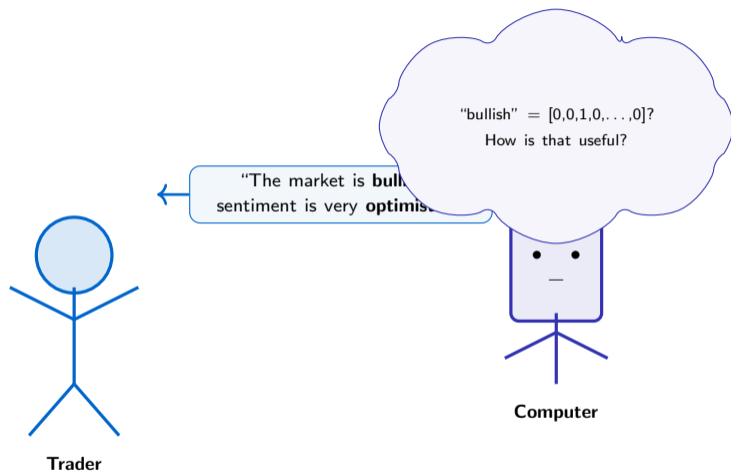 “bullish” = [0,0,1,0,...,0]?
How is that useful?
“The market is
sentiment is very
Computer
Trader